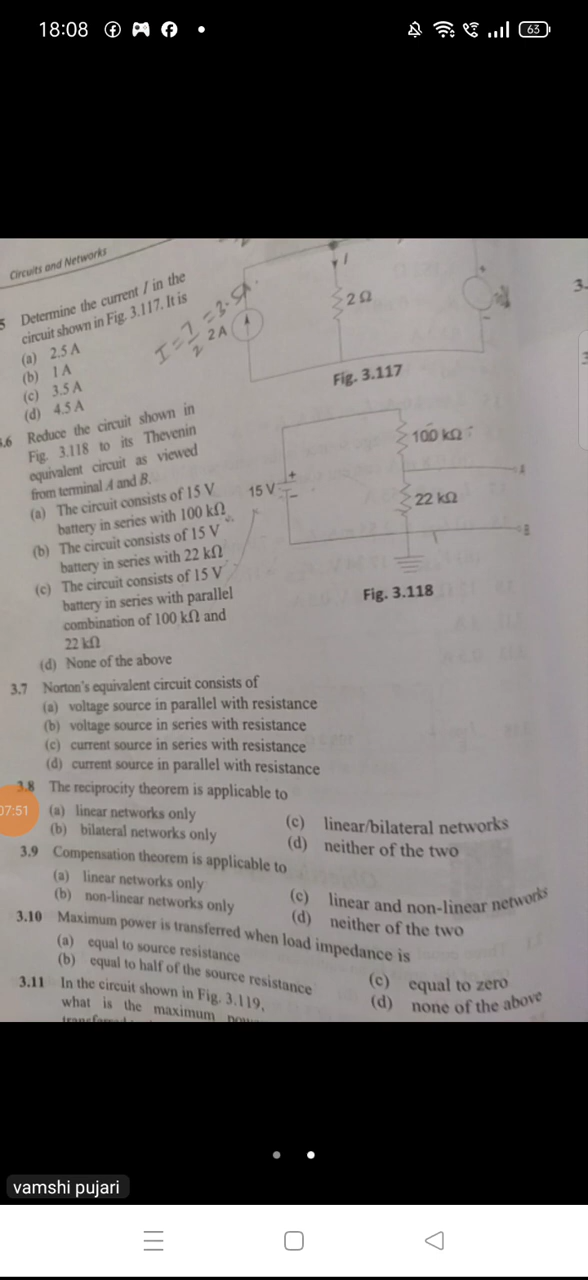 18:08
63
Circuits and Networks
5 Determine the current I in the
circuit shown in Fig. 3.117. It is
(a) 2.5 A
(b) 1 A
(c) 3.5 A
(d) 4.5 A
I = 7/2 = 3.5A.
2 A
I
2 Ω
+
-
Fig. 3.117
3.
3.6 Reduce the circuit shown in
Fig. 3.118 to its Thevenin
equivalent circuit as viewed
from terminal A and B.
(a) The circuit consists of 15 V
battery in series with 100 kΩ
(b) The circuit consists of 15 V
battery in series with 22 kΩ
(c) The circuit consists of 15 V
battery in series with parallel
combination of 100 kΩ and
22 kΩ
(d) None of the above
15 V
+
-
100 kΩ
22 kΩ
A
B
Fig. 3.118
3.7 Norton's equivalent circuit consists of
(a) voltage source in parallel with resistance
(b) voltage source in series with resistance
(c) current source in series with resistance
(d) current source in parallel with resistance
3.8 The reciprocity theorem is applicable to
(a) linear networks only
(b) bilateral networks only
(c) linear/bilateral networks
(d) neither of the two
07:51
3.9 Compensation theorem is applicable to
(a) linear networks only
(b) non-linear networks only
(c) linear and non-linear networks
(d) neither of the two
3.10 Maximum power is transferred when load impedance is
(a) equal to source resistance
(b) equal to half of the source resistance
(c) equal to zero
(d) none of the above
3.11 In the circuit shown in Fig. 3.119,
what is the maximum
vamshi pujari